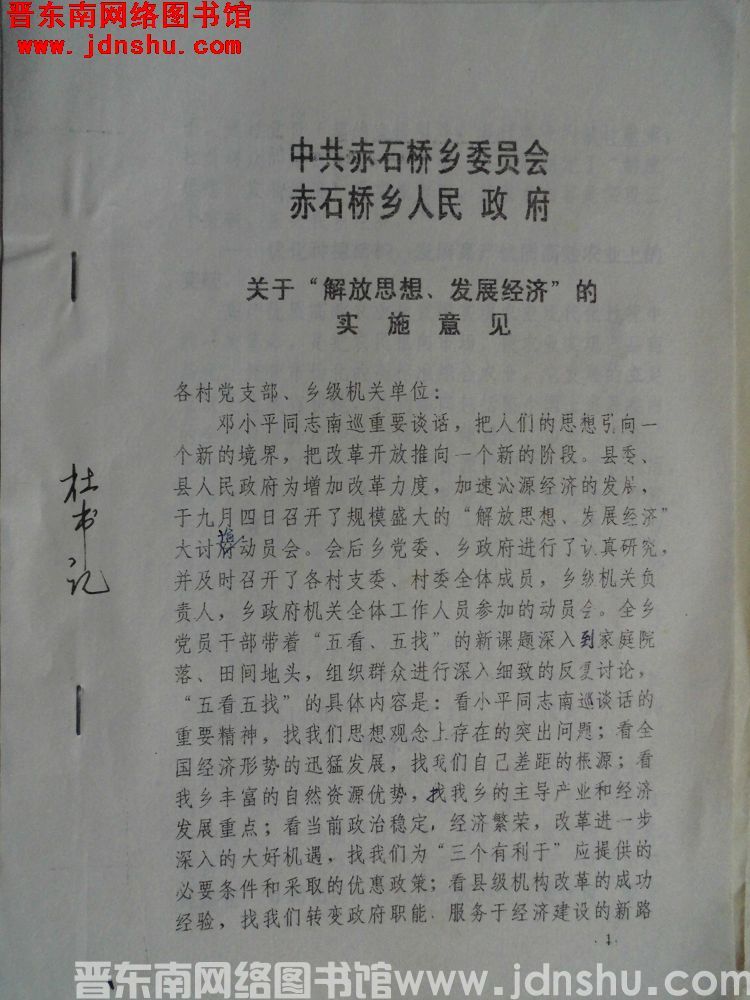 晋东南网络图书馆
www.jdnshu.com
中共赤石桥乡委员会
赤石桥乡人民 政 府
关于“解放思想、发展经济”的
实 施 意 见
各村党支部、乡级机关单位：
邓小平同志南巡重要谈话，把人们的思想引向一
个新的境界，把改革开放推向一个新的阶段。县委、
县人民政府为增加改革力度，加速沁源经济的发展，
于九月四日召开了规模盛大的“解放思想、发展经济”
大讨 动员会。会后乡党委、乡政府进行了认真研究，
并及时召开了各村支委、村委全体成员，乡级机关负
责人，乡政府机关全体工作人员参加的动员会。全乡
党员干部带着“五看、五找”的新课题深入到家庭院
落、田间地头，组织群众进行深入细致的反复讨论，
“五看五找”的具体内容是：看小平同志南巡谈话的
重要精神，找我们思想观念上存在的突出问题；看全
国经济形势的迅猛发展，找我们自己差距的根源；看
我乡丰富的自然资源优势，找我乡的主导产业和经济
发展重点；看当前政治稳定，经济繁荣，改革进一步
深入的大好机遇，找我们为“三个有利于”应提供的
必要条件和采取的优惠政策；看县级机构改革的成功
经验，找我们转变政府职能．服务于经济建设的新路
·1·
杜书记
晋东南网络图书馆www.jdnshu.com